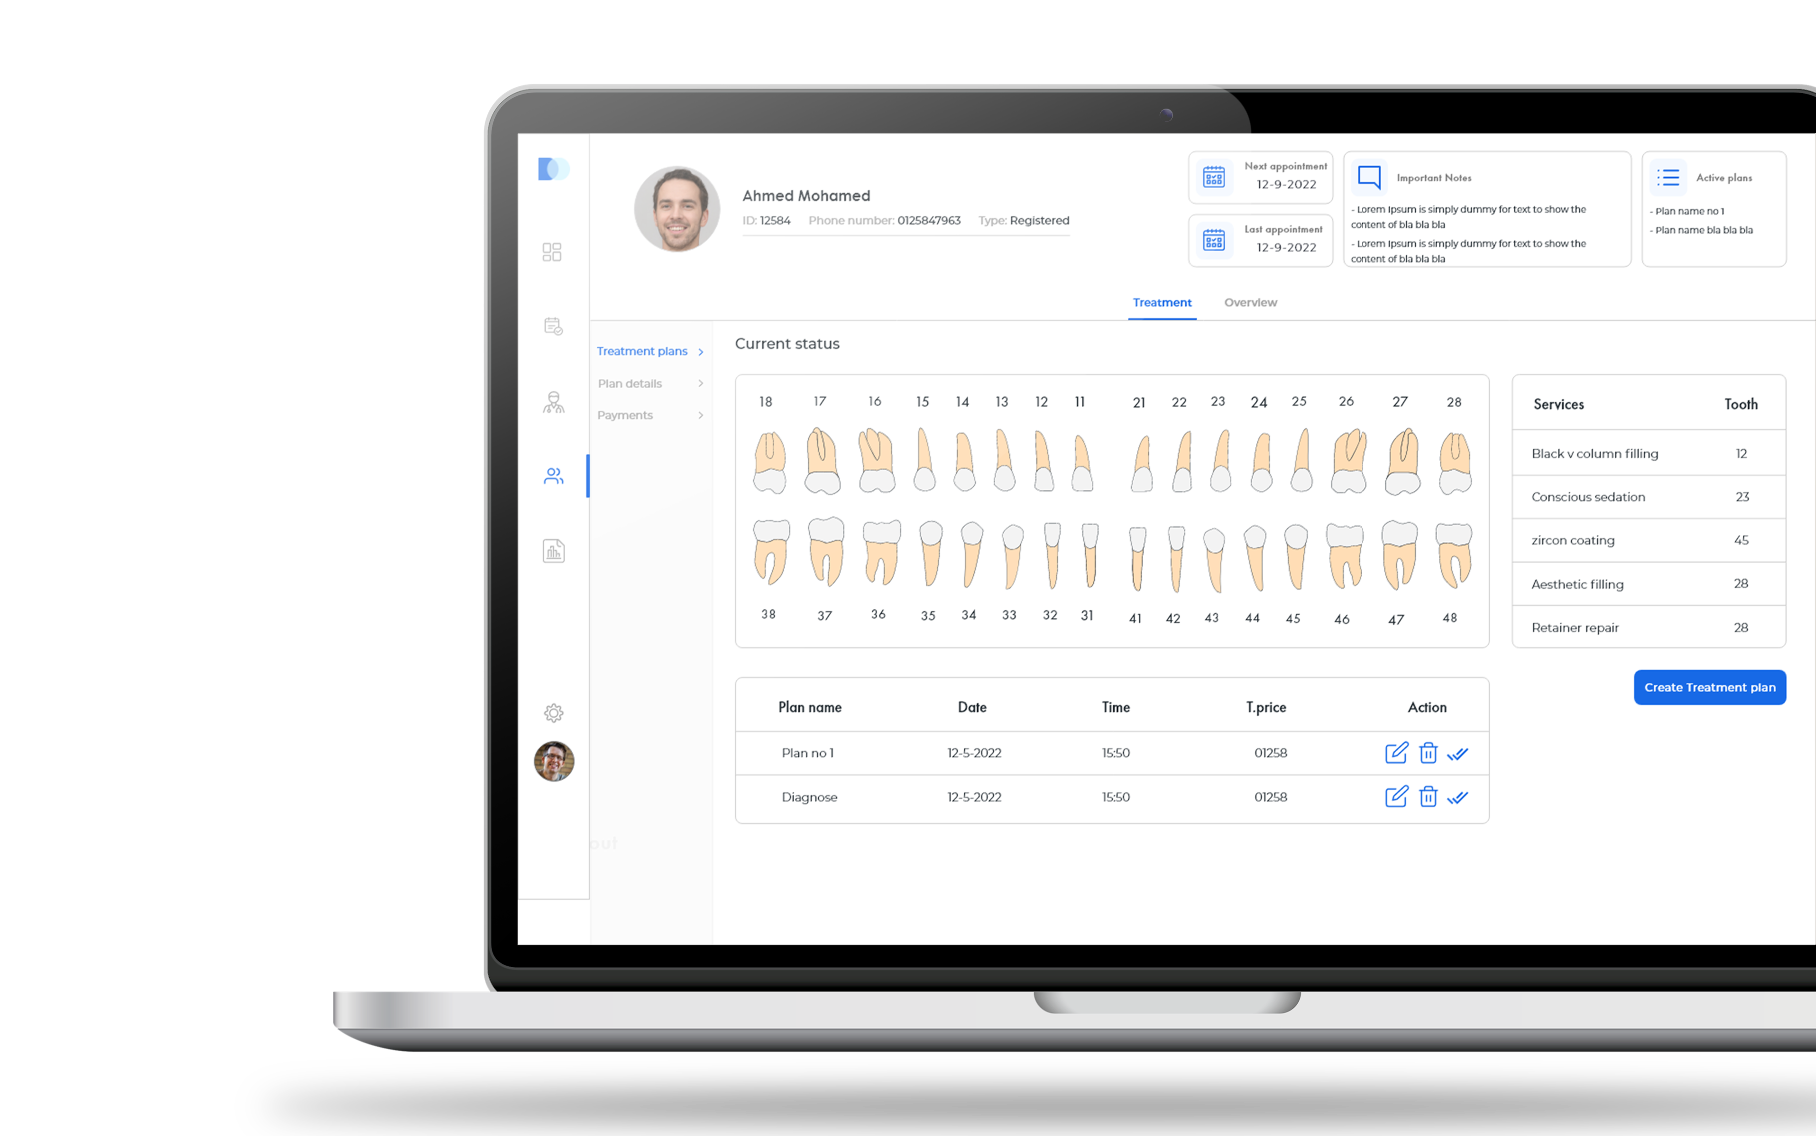 Ahmed Mohamed
ID: 12584 Phone number: 0125847963 Type: Registered
Next appointment
12-9-2022
Last appointment
12-9-2022
Important Notes
- Lorem Ipsum is simply dummy for text to show the
content of bla bla bla
- Lorem Ipsum is simply dummy for text to show the
content of bla bla bla
Active plans
- Plan name no 1
- Plan name bla bla bla
Treatment Overview
Treatment plans
Plan details
Payments
Current status
18 17 16 15 14 13 12 11 21 22 23 24 25 26 27 28
38 37 36 35 34 33 32 31 41 42 43 44 45 46 47 48
Services Tooth
Black v column filling 12
Conscious sedation 23
zircon coating 45
Aesthetic filling 28
Retainer repair 28
Create Treatment plan
Plan name Date Time T.price Action
Plan no 1 12-5-2022 15:50 01258
Diagnose 12-5-2022 15:50 01258
out